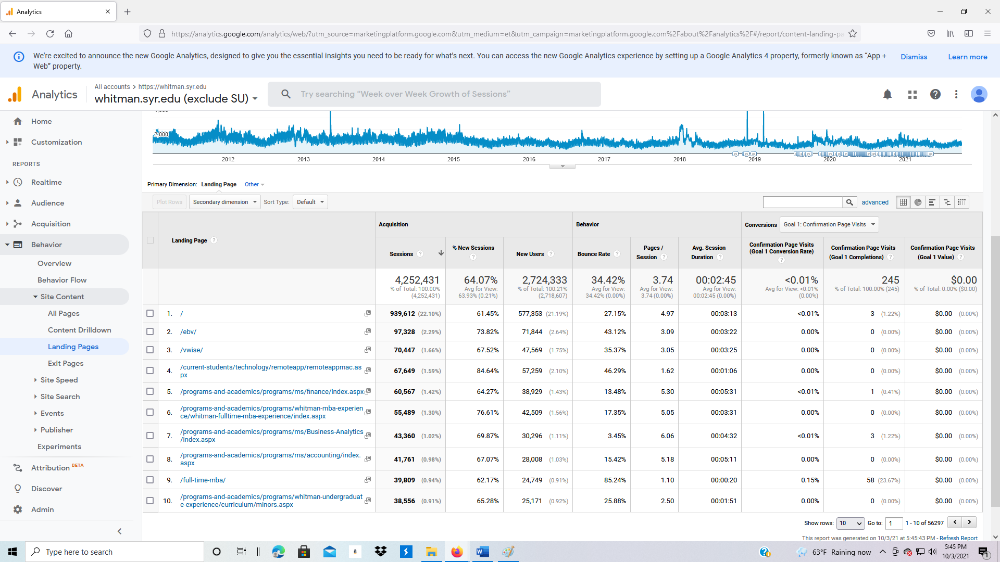 Analytics
https://analytics.google.com/analytics/web/?utm_source=marketingplatform.google.com&utm_medium=et&utm_campaign=marketingplatform.google.com%2Fabout%2Fanalytics%2F#/report/content-landing-pa
We're excited to announce the new Google Analytics, designed to give you the essential insights you need to be ready for what's next. You can access the new Google Analytics experience by setting up a Google Analytics 4 property, formerly known as "App +
Web" property.
Dismiss
Learn more
Analytics
All accounts > https://whitman.syr.edu
whitman.syr.edu (exclude SU)
Try searching "Week over Week Growth of Sessions"
Home
Customization
REPORTS
Realtime
Audience
Acquisition
Behavior
Overview
Behavior Flow
Site Content
All Pages
Content Drilldown
Landing Pages
Exit Pages
Site Speed
Site Search
Events
Publisher
Experiments
Attribution BETA
Discover
Admin
2,000
2012 2013 2014 2015 2016 2017 2018 2019 2020 2021
Primary Dimension: Landing Page Other
Plot Rows Secondary dimension Sort Type: Default
advanced
Landing Page ?
Acquisition Behavior Conversions Goal 1: Confirmation Page Visits
Sessions ? % New Sessions ? New Users ? Bounce Rate ? Pages / Session ? Avg. Session Duration ? Confirmation Page Visits (Goal 1 Conversion Rate) ? Confirmation Page Visits (Goal 1 Completions) ? Confirmation Page Visits (Goal 1 Value) ?
4,252,431 64.07% 2,724,333 34.42% 3.74 00:02:45 <0.01% 245 $0.00
% of Total: 100.00% (4,252,431) Avg for View: 63.93% (0.21%) % of Total: 100.21% (2,718,607) Avg for View: 34.42% (0.00%) Avg for View: 3.74 (0.00%) Avg for View: 00:02:45 (0.00%) Avg for View: <0.01% (0.00%) % of Total: 100.00% (245) % of Total: 0.00% ($0.00)
1. / 939,612 (22.10%) 61.45% 577,353 (21.19%) 27.15% 4.97 00:03:13 <0.01% 3 (1.22%) $0.00 (0.00%)
2. /ebv/ 97,328 (2.29%) 73.82% 71,844 (2.64%) 43.12% 3.09 00:03:22 0.00% 0 (0.00%) $0.00 (0.00%)
3. /vwise/ 70,447 (1.66%) 67.52% 47,569 (1.75%) 35.37% 3.05 00:03:25 0.00% 0 (0.00%) $0.00 (0.00%)
4. /current-students/technology/remoteapp/remoteappmac.as
px 67,649 (1.59%) 84.64% 57,259 (2.10%) 46.29% 1.62 00:01:06 0.00% 0 (0.00%) $0.00 (0.00%)
5. /programs-and-academics/programs/ms/finance/index.aspx 60,567 (1.42%) 64.27% 38,929 (1.43%) 13.48% 5.30 00:05:31 <0.01% 1 (0.41%) $0.00 (0.00%)
6. /programs-and-academics/programs/whitman-mba-experien
ce/whitman-fulltime-mba-experience/index.aspx 55,489 (1.30%) 76.61% 42,509 (1.56%) 17.35% 5.05 00:03:31 0.00% 0 (0.00%) $0.00 (0.00%)
7. /programs-and-academics/programs/ms/Business-Analytics
/index.aspx 43,360 (1.02%) 69.87% 30,296 (1.11%) 3.45% 6.06 00:04:32 <0.01% 3 (1.22%) $0.00 (0.00%)
8. /programs-and-academics/programs/ms/accounting/index.
aspx 41,761 (0.98%) 67.07% 28,008 (1.03%) 15.42% 5.18 00:05:11 0.00% 0 (0.00%) $0.00 (0.00%)
9. /full-time-mba/ 39,809 (0.94%) 62.17% 24,749 (0.91%) 85.24% 1.10 00:00:20 0.15% 58 (23.67%) $0.00 (0.00%)
10. /programs-and-academics/programs/whitman-undergraduat
e-experience/curriculum/minors.aspx 38,556 (0.91%) 65.28% 25,171 (0.92%) 25.88% 2.50 00:01:51 0.00% 0 (0.00%) $0.00 (0.00%)
Show rows: 10 Go to: 1 1 - 10 of 56297
This report was generated on 10/3/21 at 5:45:43 PM - Refresh Report
Type here to search
a
63°F Raining now
5:45 PM
10/3/2021
1